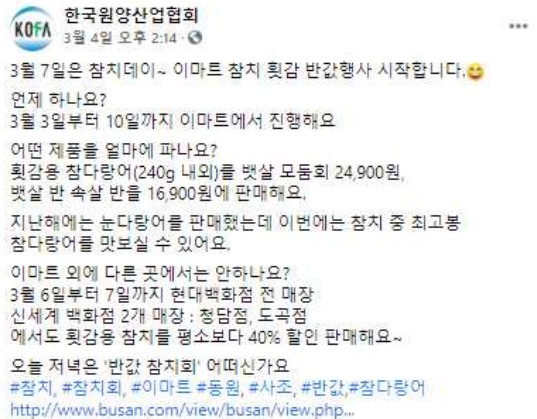 KOFA
한국원양산업협회
3월 4일 오후 2:14
3월 7일은 참치데이~ 이마트 참치 횟감 반값행사 시작합니다.😄
언제 하나요?
3월 3일부터 10일까지 이마트에서 진행해요
어떤 제품을 얼마에 파나요?
횟감용 참다랑어(240g 내외)를 뱃살 모둠회 24,900원,
뱃살 반 속살 반을 16,900원에 판매해요.
지난해에는 눈다랑어를 판매했는데 이번에는 참치 중 최고봉
참다랑어를 맛보실 수 있어요.
이마트 외에 다른 곳에서는 안하나요?
3월 6일부터 7일까지 현대백화점 전 매장
신세계 백화점 2개 매장 : 청담점, 도곡점
에서도 횟감용 참치를 평소보다 40% 할인 판매해요~
오늘 저녁은 '반값 참치회' 어떠신가요
#참치, #참치회, #이마트 #동원, #사조, #반값,#참다랑어
http://www.busan.com/view/busan/view.php...